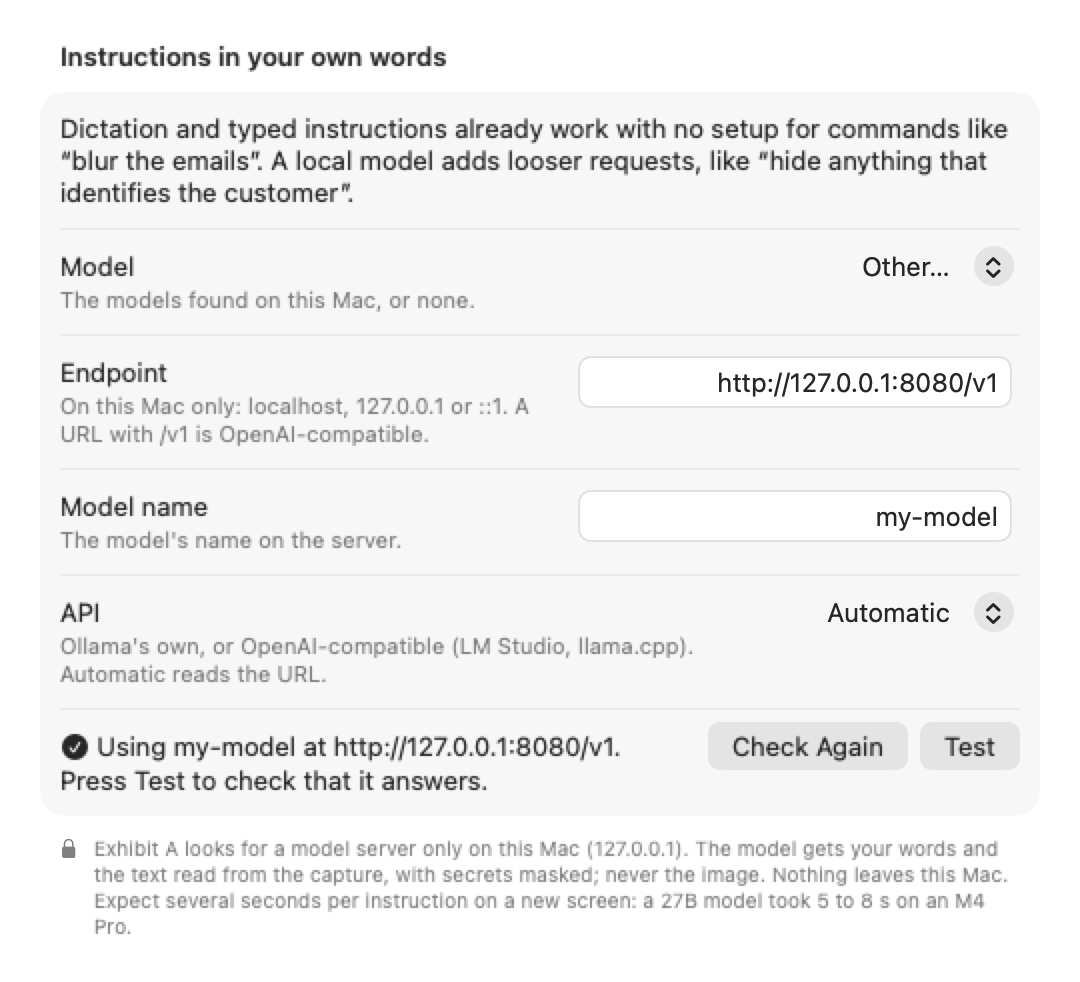 Instructions in your own words
Dictation and typed instructions already work with no setup for commands like
“blur the emails”. A local model adds looser requests, like “hide anything that
identifies the customer”.
Model
Other...
The models found on this Mac, or none.
Endpoint
http://127.0.0.1:8080/v1
On this Mac only: localhost, 127.0.0.1 or ::1. A
URL with /v1 is OpenAI-compatible.
Model name
my-model
The model's name on the server.
API
Automatic
Ollama's own, or OpenAI-compatible (LM Studio, llama.cpp).
Automatic reads the URL.
Using my-model at http://127.0.0.1:8080/v1.
Press Test to check that it answers.
Check Again
Test
Exhibit A looks for a model server only on this Mac (127.0.0.1). The model gets your words and
the text read from the capture, with secrets masked; never the image. Nothing leaves this Mac.
Expect several seconds per instruction on a new screen: a 27B model took 5 to 8 s on an M4
Pro.